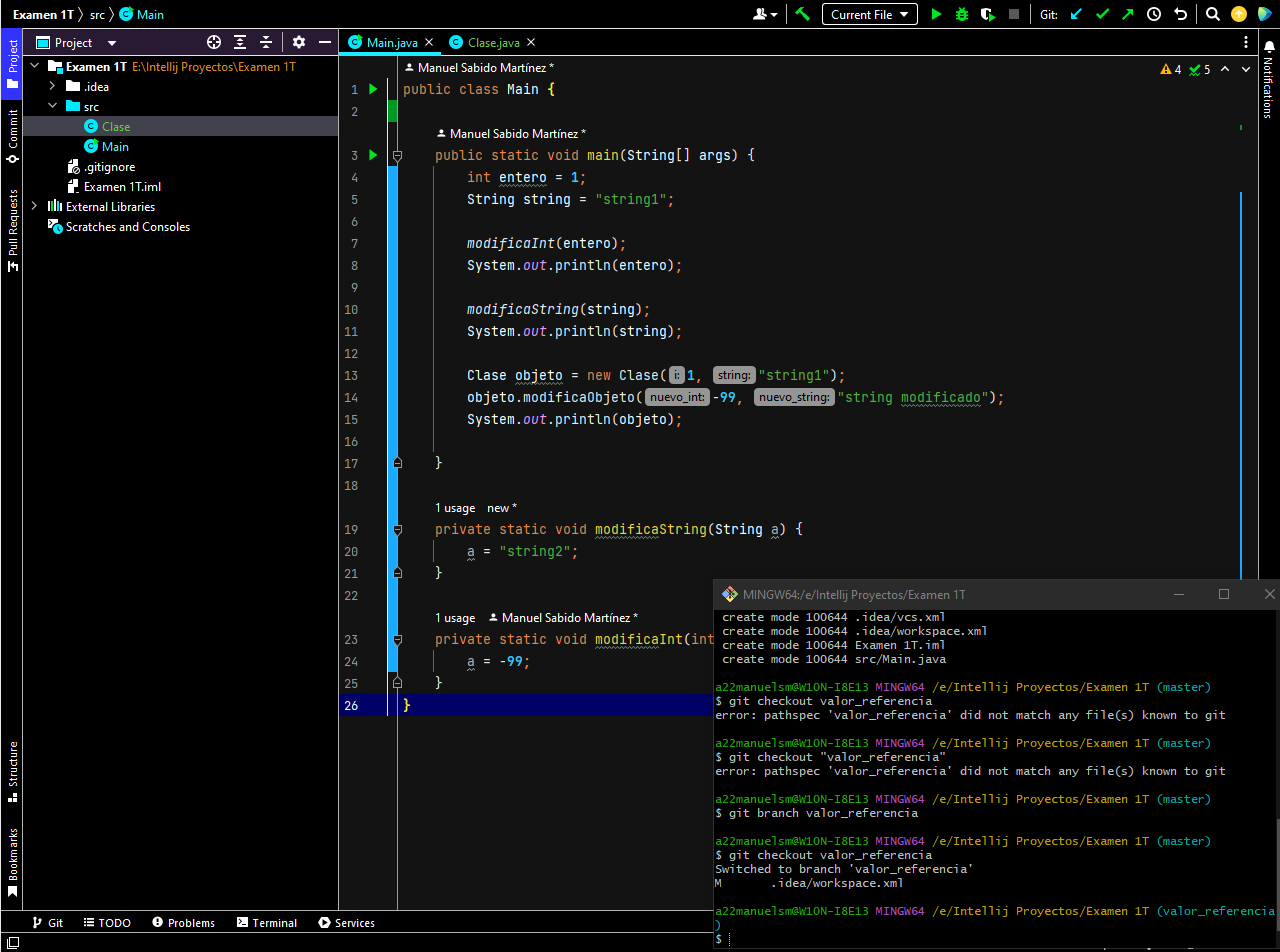 Examen 1T 〉 src 〉 Main
Current File
Git:
Project
Main.java
Clase.java
Project
Commit
Pull Requests
Structure
Bookmarks
Notifications
Examen 1T E:\Intellij Proyectos\Examen 1T
.idea
src
Clase
Main
.gitignore
Examen 1T.iml
External Libraries
Scratches and Consoles
4 5
Manuel Sabido Martínez *
1 public class Main {
2
Manuel Sabido Martínez *
3 public static void main(String[] args) {
4 int entero = 1;
5 String string = "string1";
6
7 modificaInt(entero);
8 System.out.println(entero);
9
10 modificaString(string);
11 System.out.println(string);
12
13 Clase objeto = new Clase( i: 1, string: "string1");
14 objeto.modificaObjeto( nuevo_int: -99, nuevo_string: "string modificado");
15 System.out.println(objeto);
16
17 }
18
1 usage new *
19 private static void modificaString(String a) {
20 a = "string2";
21 }
22
1 usage Manuel Sabido Martínez *
23 private static void modificaInt(int
24 a = -99;
25 }
26 }
MINGW64:/e/Intellij Proyectos/Examen 1T
create mode 100644 .idea/vcs.xml
create mode 100644 .idea/workspace.xml
create mode 100644 Examen 1T.iml
create mode 100644 src/Main.java
a22manuelsm@W10N-I8E13 MINGW64 /e/Intellij Proyectos/Examen 1T (master)
$ git checkout valor_referencia
error: pathspec 'valor_referencia' did not match any file(s) known to git
a22manuelsm@W10N-I8E13 MINGW64 /e/Intellij Proyectos/Examen 1T (master)
$ git checkout "valor_referencia"
error: pathspec 'valor_referencia' did not match any file(s) known to git
a22manuelsm@W10N-I8E13 MINGW64 /e/Intellij Proyectos/Examen 1T (master)
$ git branch valor_referencia
a22manuelsm@W10N-I8E13 MINGW64 /e/Intellij Proyectos/Examen 1T (master)
$ git checkout valor_referencia
Switched to branch 'valor_referencia'
M .idea/workspace.xml
a22manuelsm@W10N-I8E13 MINGW64 /e/Intellij Proyectos/Examen 1T (valor_referencia
)
$
Git TODO Problems Terminal Services